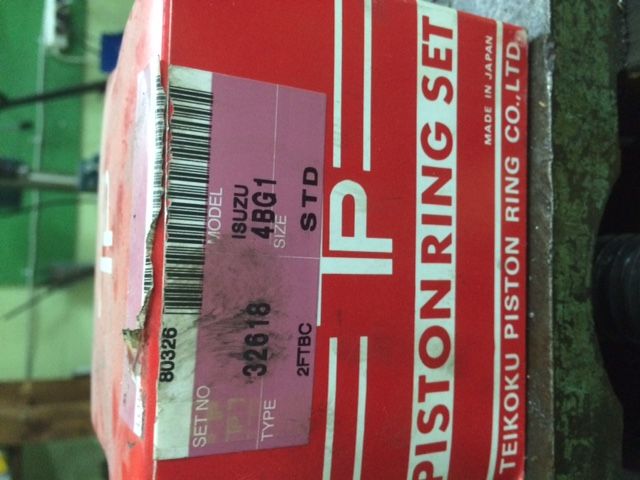 80326
SET NO
32618
TYPE
2FTBC
MODEL
ISUZU
4BG1
SIZE
STD
TP
PISTON RING SET
MADE IN JAPAN
TEIKOKU PISTON RING CO.,LTD.